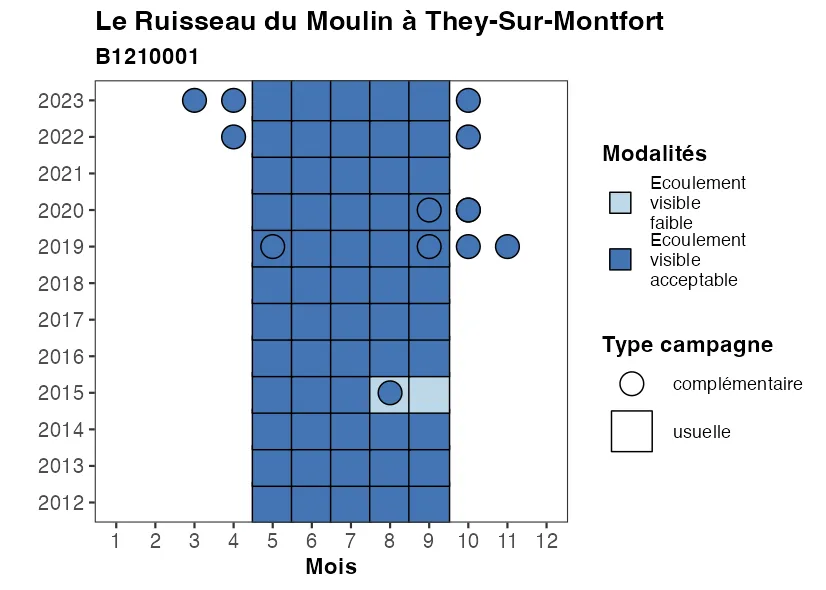 Le Ruisseau du Moulin à They-Sur-Montfort
B1210001
2023
2022
2021
2020
2019
2018
2017
2016
2015
2014
2013
2012
1 2 3 4 5 6 7 8 9 10 11 12
Mois
Modalités
Ecoulement
visible
faible
Ecoulement
visible
acceptable
Type campagne
complémentaire
usuelle